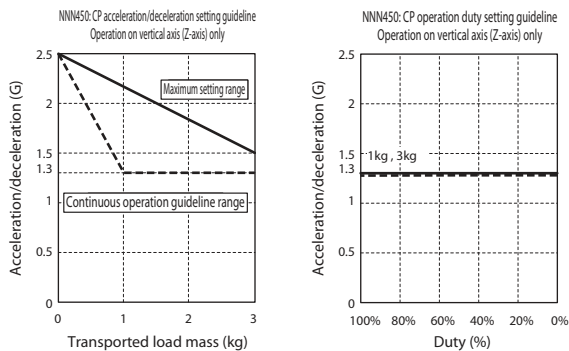 NNN450: CP acceleration/deceleration setting guideline
Operation on vertical axis (Z-axis) only
Acceleration/deceleration (G)
2.5
2
1.5
1.3
1
0.5
0
Maximum setting range
Continuous operation guideline range
0 1 2 3
Transported load mass (kg)
NNN450: CP operation duty setting guideline
Operation on vertical axis (Z-axis) only
Acceleration/deceleration (G)
2.5
2
1.5
1.3
1
0.5
0
1kg , 3kg
100% 80% 60% 40% 20% 0%
Duty (%)